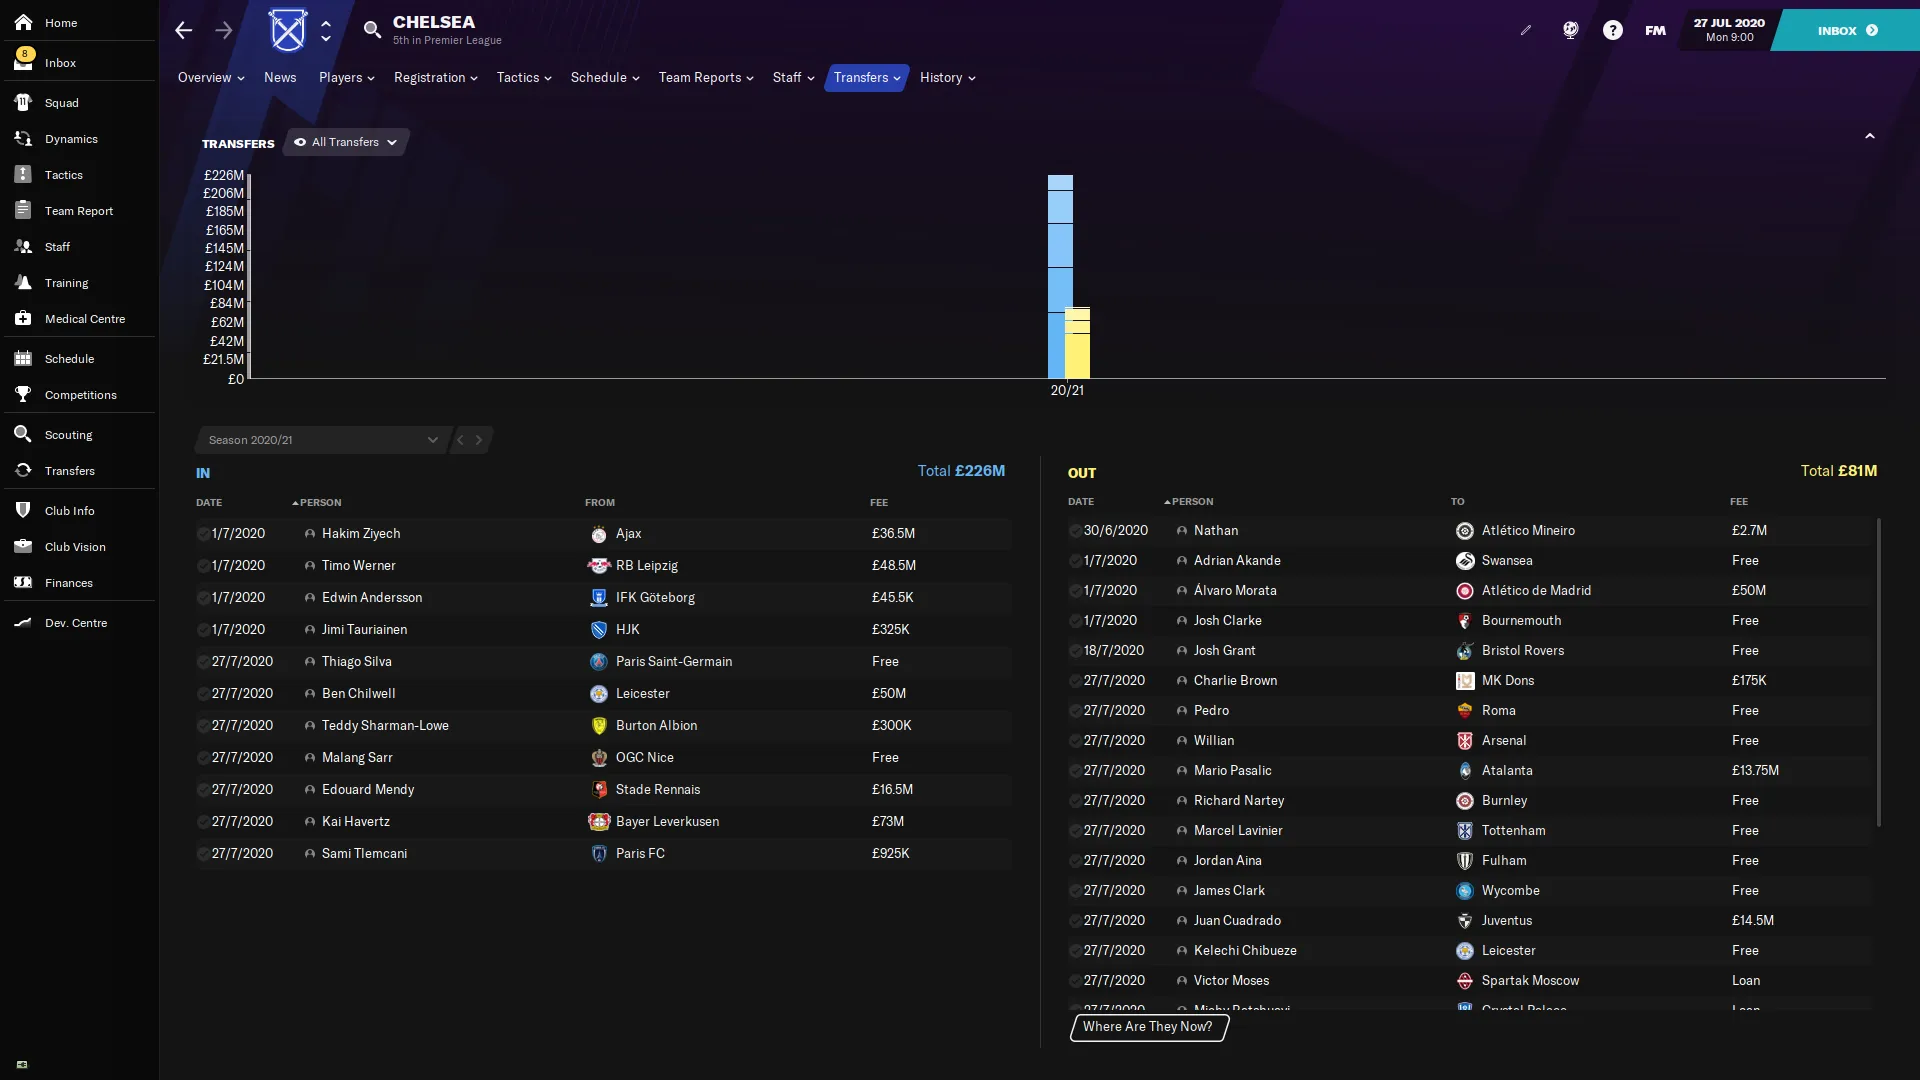 Home
8
Inbox
Squad
Dynamics
Tactics
Team Report
Staff
Training
Medical Centre
Schedule
Competitions
Scouting
Transfers
Club Info
Club Vision
Finances
Dev. Centre
CHELSEA
5th in Premier League
FM
27 JUL 2020
Mon 9:00
INBOX
Overview News Players Registration Tactics Schedule Team Reports Staff Transfers History
TRANSFERS All Transfers
£226M
£206M
£185M
£165M
£145M
£124M
£104M
£84M
£62M
£42M
£21.5M
£0
20/21
Season 2020/21
IN Total £226M
DATE PERSON FROM FEE
1/7/2020 Hakim Ziyech Ajax £36.5M
1/7/2020 Timo Werner RB Leipzig £48.5M
1/7/2020 Edwin Andersson IFK Göteborg £45.5K
1/7/2020 Jimi Tauriainen HJK £325K
27/7/2020 Thiago Silva Paris Saint-Germain Free
27/7/2020 Ben Chilwell Leicester £50M
27/7/2020 Teddy Sharman-Lowe Burton Albion £300K
27/7/2020 Malang Sarr OGC Nice Free
27/7/2020 Edouard Mendy Stade Rennais £16.5M
27/7/2020 Kai Havertz Bayer Leverkusen £73M
27/7/2020 Sami Tlemcani Paris FC £925K
OUT Total £81M
DATE PERSON TO FEE
30/6/2020 Nathan Atlético Mineiro £2.7M
1/7/2020 Adrian Akande Swansea Free
1/7/2020 Álvaro Morata Atlético de Madrid £50M
1/7/2020 Josh Clarke Bournemouth Free
18/7/2020 Josh Grant Bristol Rovers Free
27/7/2020 Charlie Brown MK Dons £175K
27/7/2020 Pedro Roma Free
27/7/2020 Willian Arsenal Free
27/7/2020 Mario Pasalic Atalanta £13.75M
27/7/2020 Richard Nartey Burnley Free
27/7/2020 Marcel Lavinier Tottenham Free
27/7/2020 Jordan Aina Fulham Free
27/7/2020 James Clark Wycombe Free
27/7/2020 Juan Cuadrado Juventus £14.5M
27/7/2020 Kelechi Chibueze Leicester Free
27/7/2020 Victor Moses Spartak Moscow Loan
27/7/2020 Michy Batshuayi Crystal Palace Loan
Where Are They Now?